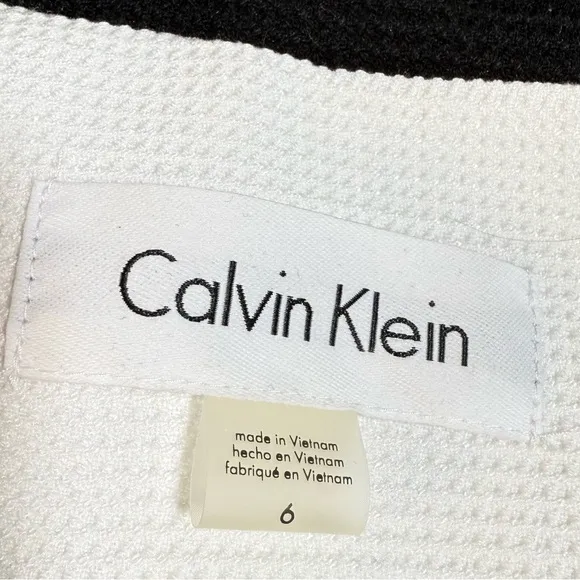 Calvin Klein
made in Vietnam
hecho en Vietnam
fabriqué en Vietnam
6